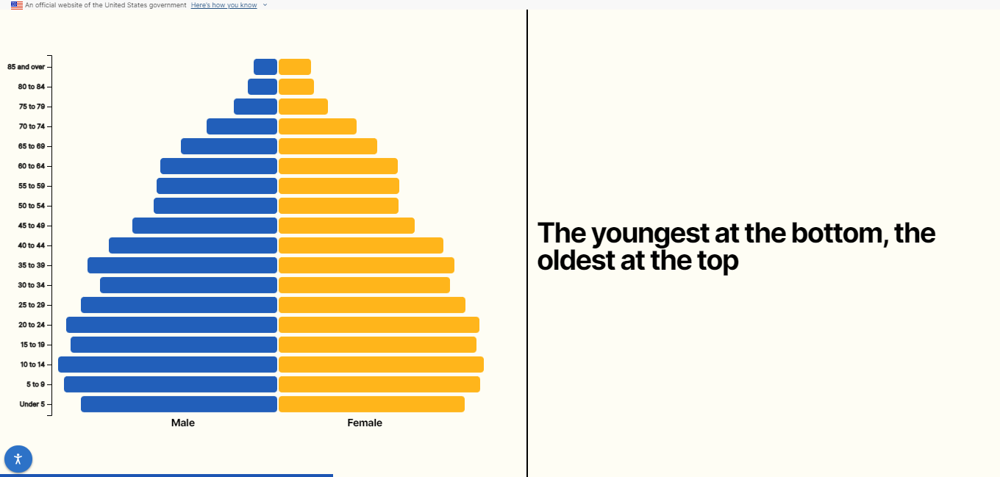 An official website of the United States government Here's how you know
85 and over
80 to 84
75 to 79
70 to 74
65 to 69
60 to 64
55 to 59
50 to 54
45 to 49
40 to 44
35 to 39
30 to 34
25 to 29
20 to 24
15 to 19
10 to 14
5 to 9
Under 5
Male Female
The youngest at the bottom, the
oldest at the top